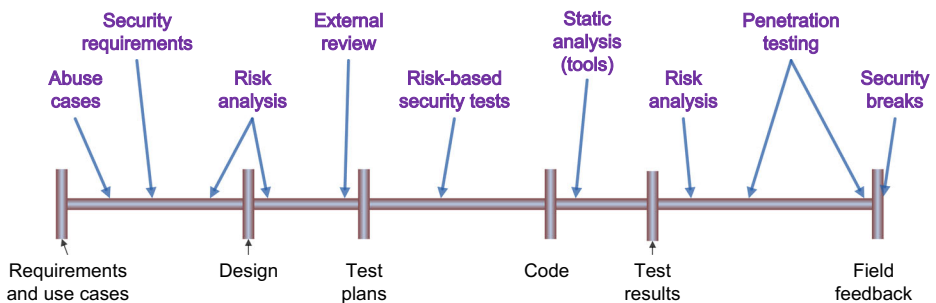 Security
requirements
External
review
Static
analysis
(tools)
Penetration
testing
Abuse
cases
Risk
analysis
Risk-based
security tests
Risk
analysis
Security
breaks
Requirements
and use cases
Design
Test
plans
Code
Test
results
Field
feedback